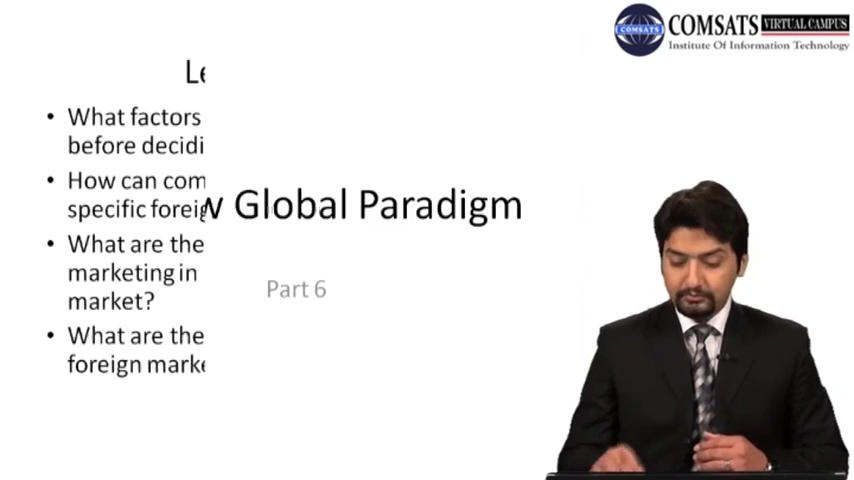 COMSATS VIRTUAL CAMPUS
Institute Of Information Technology
COMSATS
• What factors
before decidi
• How can com
specific foreig
• What are the
marketing in
market?
• What are the
foreign marke
w Global Paradigm
Part 6